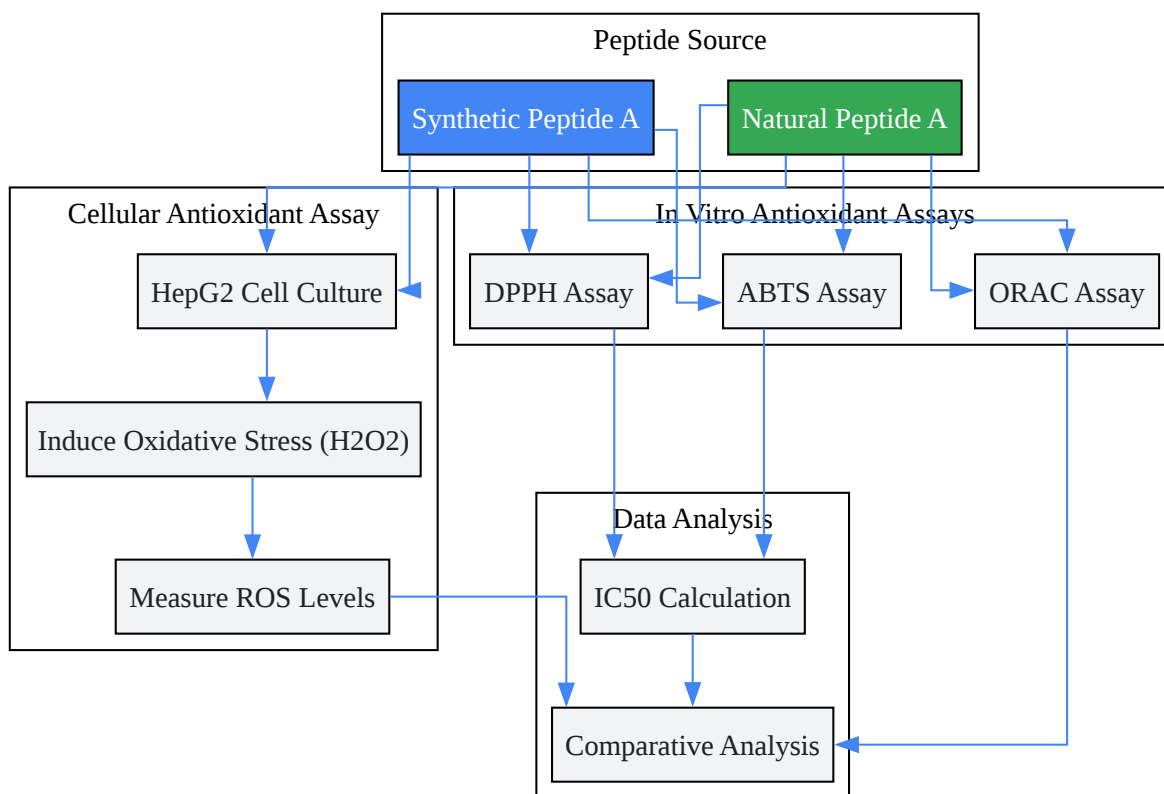 Peptide Source
Synthetic Peptide A
Natural Peptide A
Cellular Antioxidant Assay
In Vitro Antioxidant Assays
HepG2 Cell Culture
DPPH Assay
ABTS Assay
ORAC Assay
Induce Oxidative Stress (H2O2)
Data Analysis
Measure ROS Levels
IC50 Calculation
Comparative Analysis